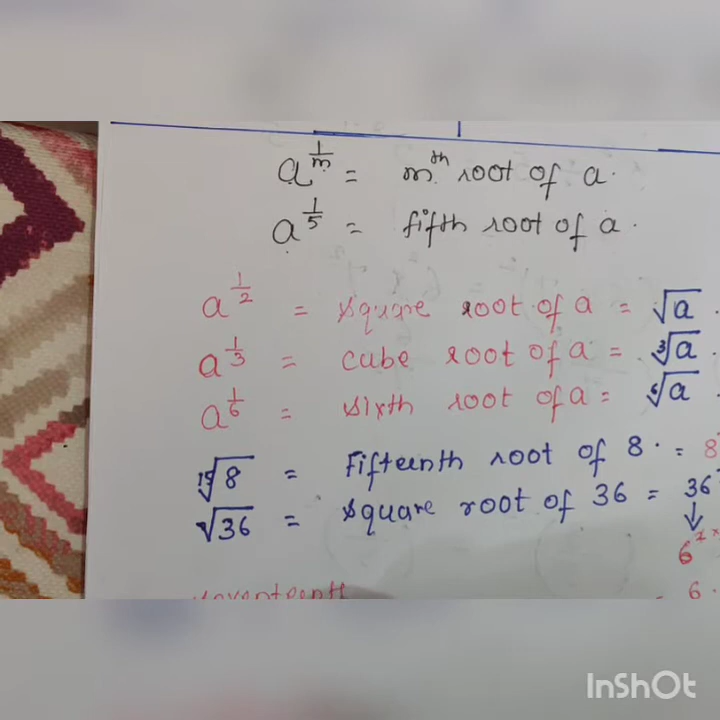 a^(1/m) = mth root of a.
a^(1/5) = fifth root of a.
a^(1/2) = square root of a = √a.
a^(1/3) = cube root of a = ∛a.
a^(1/6) = sixth root of a = ⁶√a.
¹⁵√8 = Fifteenth root of 8. = 8
√36 = square root of 36 = 36
↓
6
= 6.
InShOt